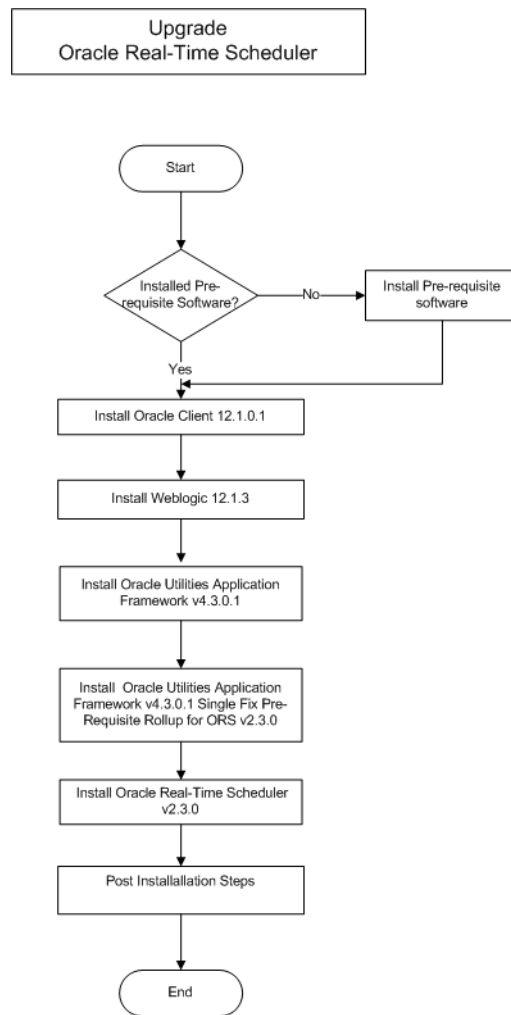 Upgrade
Oracle Real-Time Scheduler
Start
Installed Pre-
requisite Software?
No
Install Pre-requisite
software
Yes
Install Oracle Client 12.1.0.1
Install Weblogic 12.1.3
Install Oracle Utilities Application
Framework v4.3.0.1
Install Oracle Utilities Application
Framework v4.3.0.1 Single Fix Pre-
Requisite Rollup for ORS v2.3.0
Install Oracle Real-Time Scheduler
v2.3.0
Post Installallation Steps
End